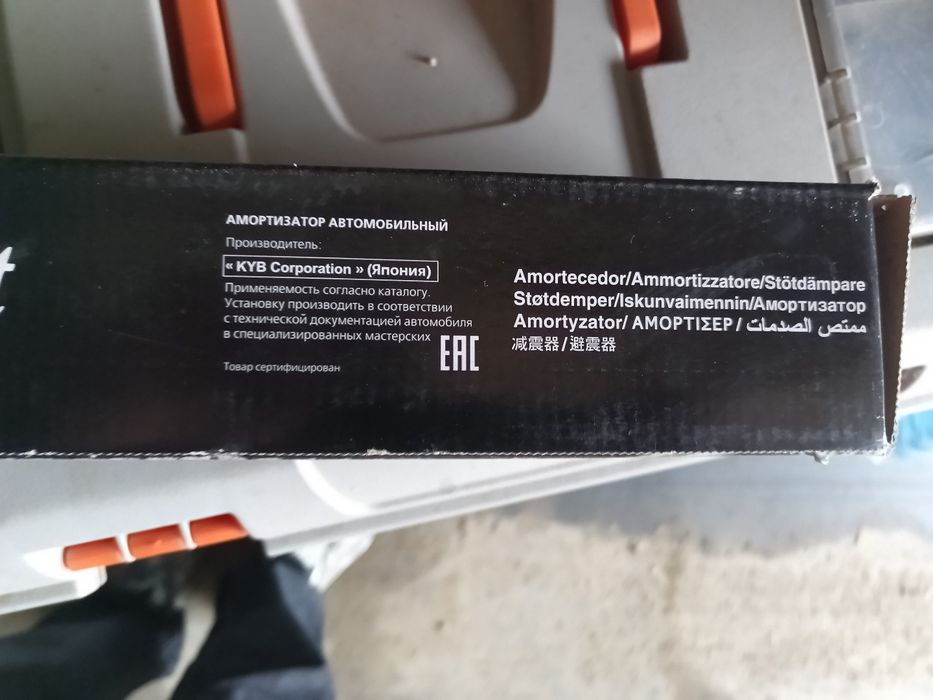 АМОРТИЗАТОР АВТОМОБИЛЬНЫЙ
Производитель:
« KYB Corporation » (Япония)
Применяемость согласно каталогу.
Установку производить в соответствии
с технической документацией автомобиля
в специализированных мастерских
EAC
Товар сертифицирован
Amortecedor/Ammortizzatore/Stötdämpare
Støtdemper/Iskunvaimennin/Амортизатор
Amortyzator/ ΑΜΟΡΤΙΣΕΡ / ممتص الصدمات
减震器/避震器